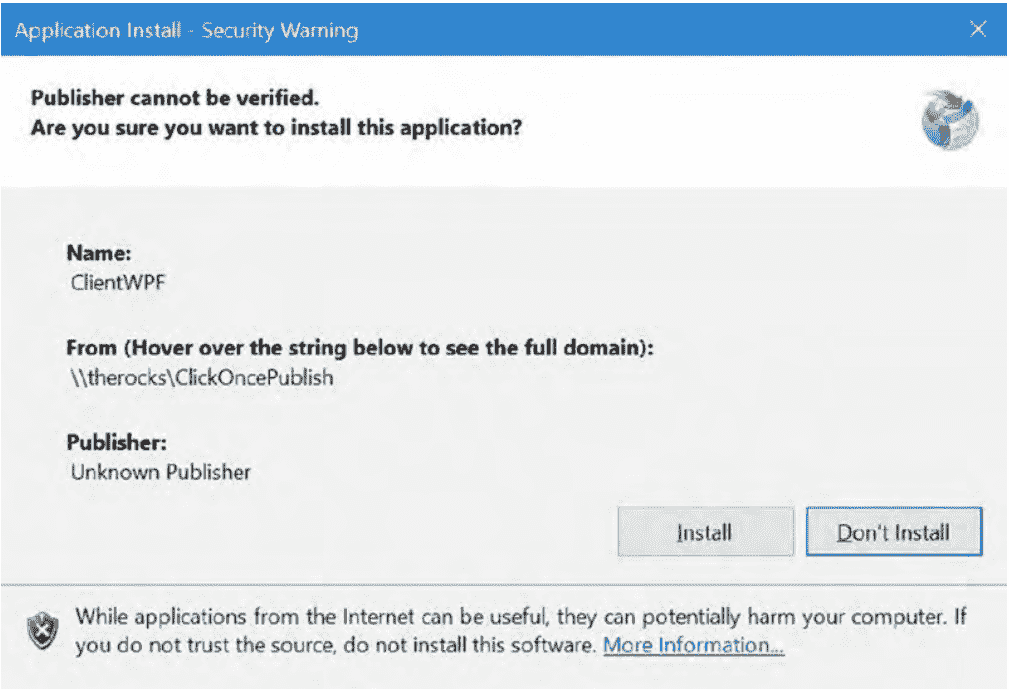 Application Install - Security Warning
Publisher cannot be verified.
Are you sure you want to install this application?
Name:
ClientWPF
From (Hover over the string below to see the full domain):
\\therocks\ClickOncePublish
Publisher:
Unknown Publisher
Install
Don't Install
While applications from the Internet can be useful, they can potentially harm your computer. If
you do not trust the source, do not install this software. More Information...